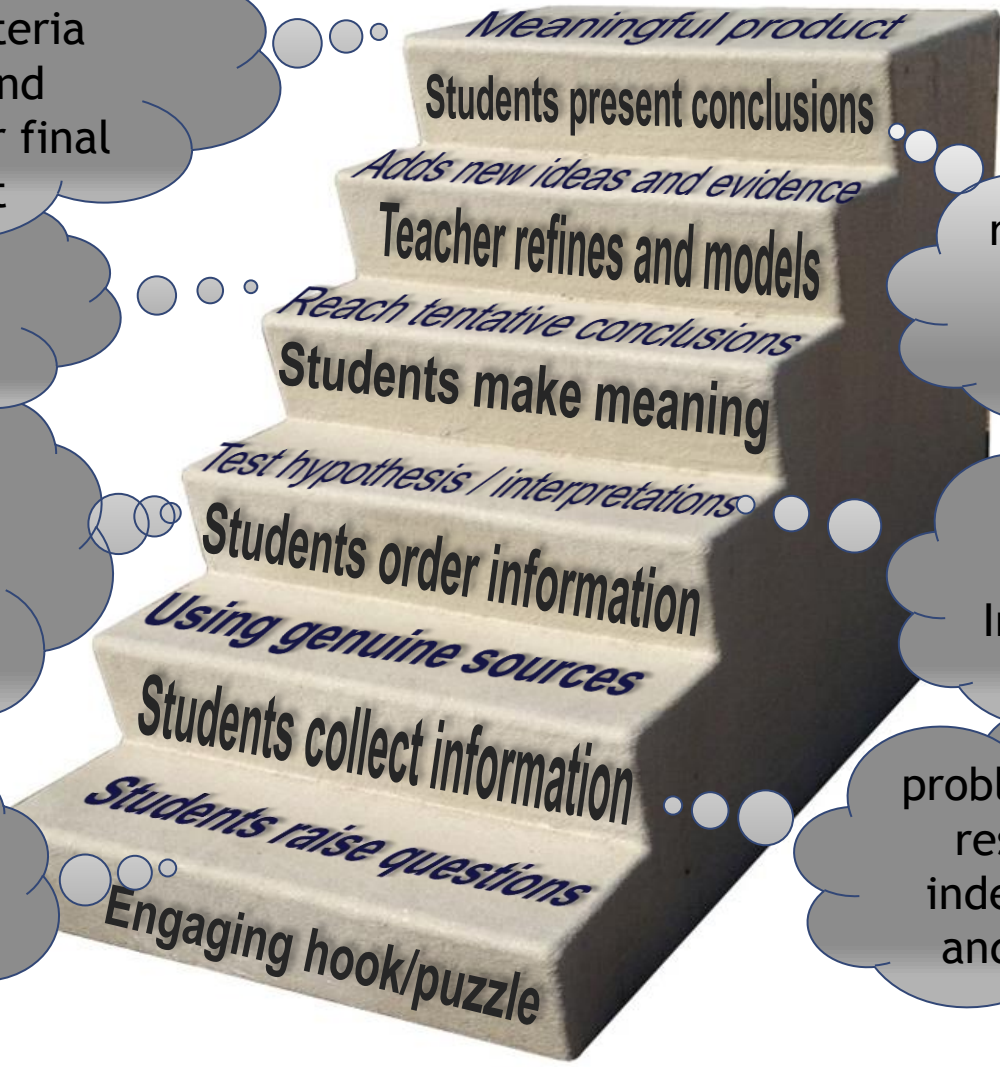 Meaningful product
Students present conclusions
Adds new ideas and evidence
Teacher refines and models
Reach tentative conclusions
Students make meaning
Test hypothesis / interpretations
Students order information
Using genuine sources
Students collect information
Students raise questions
Engaging hook/puzzle
final
and